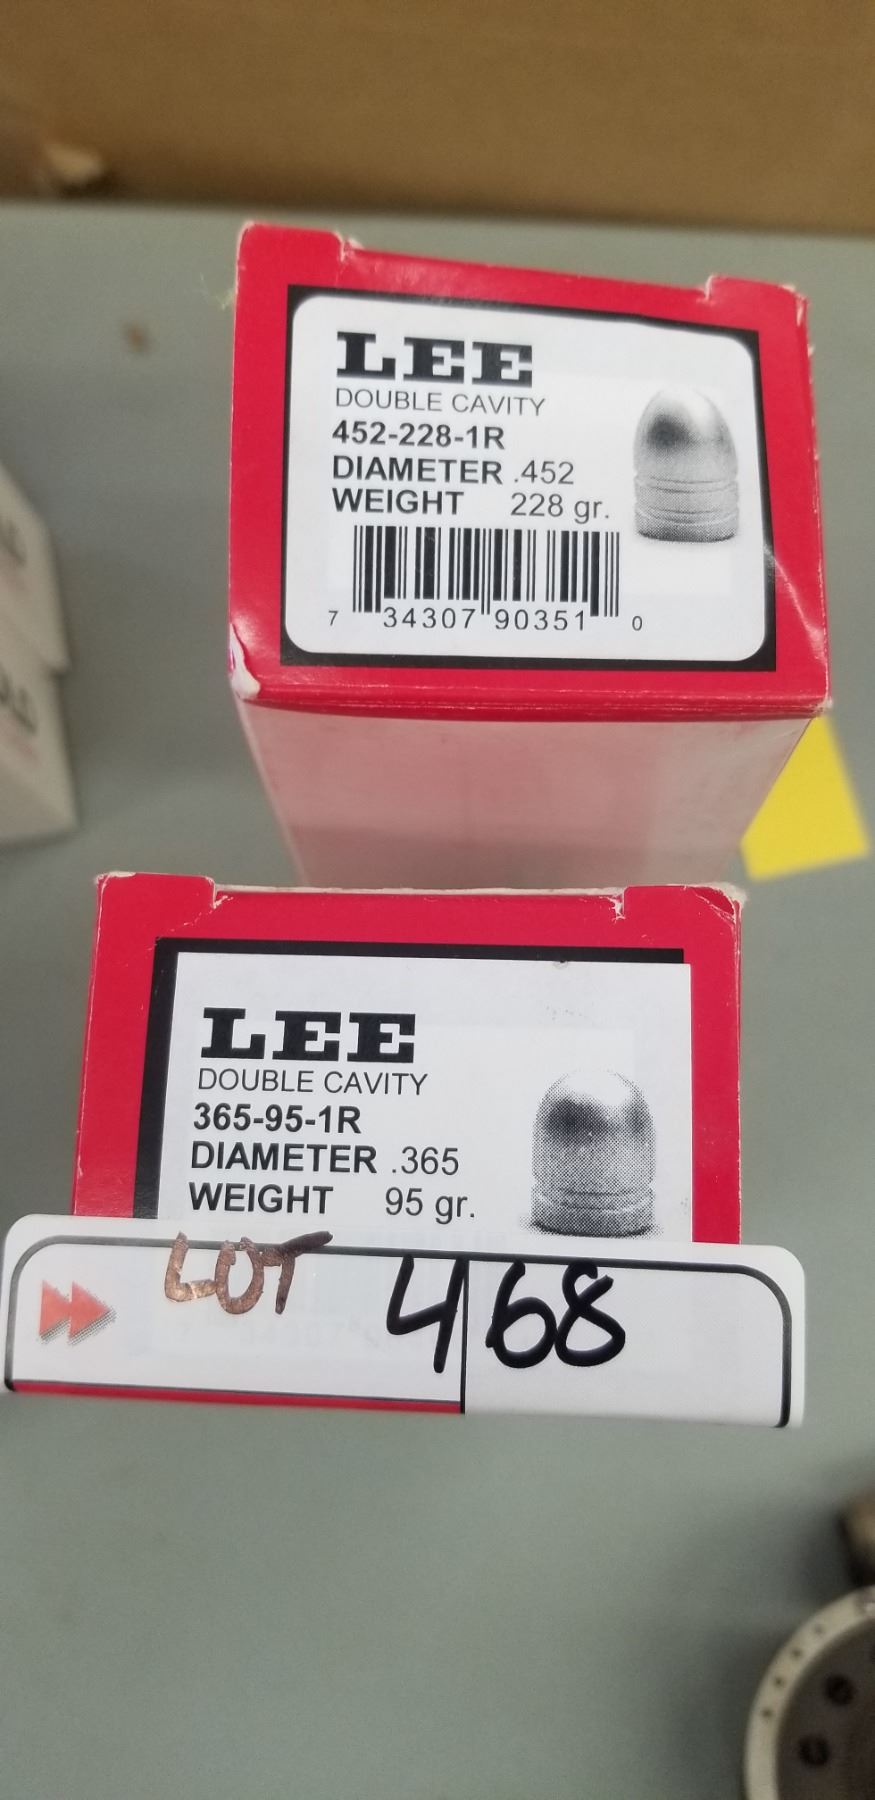 LEE
DOUBLE CAVITY
452-228-1R
DIAMETER .452
WEIGHT 228 gr.
7 34307 90351 0
LEE
DOUBLE CAVITY
365-95-1R
DIAMETER .365
WEIGHT 95 gr.
LOT 468